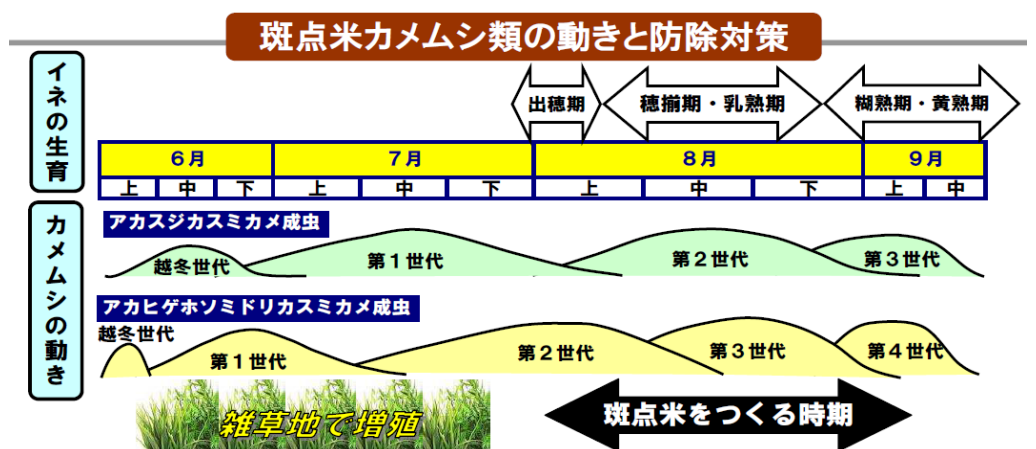 斑点米カメムシ類の動きと防除対策
イネの生育
出穂期
穂揃期・乳熟期
糊熟期・黄熟期
6月
7月
8月
9月
上 中 下 上 中 下 上 中 下 上 中
カメムシの動き
アカスジカスミカメ成虫
越冬世代
第1世代
第2世代
第3世代
アカヒゲホソミドリカスミカメ成虫
越冬世代
第1世代
第2世代
第3世代
第4世代
雑草地で増殖
斑点米をつくる時期